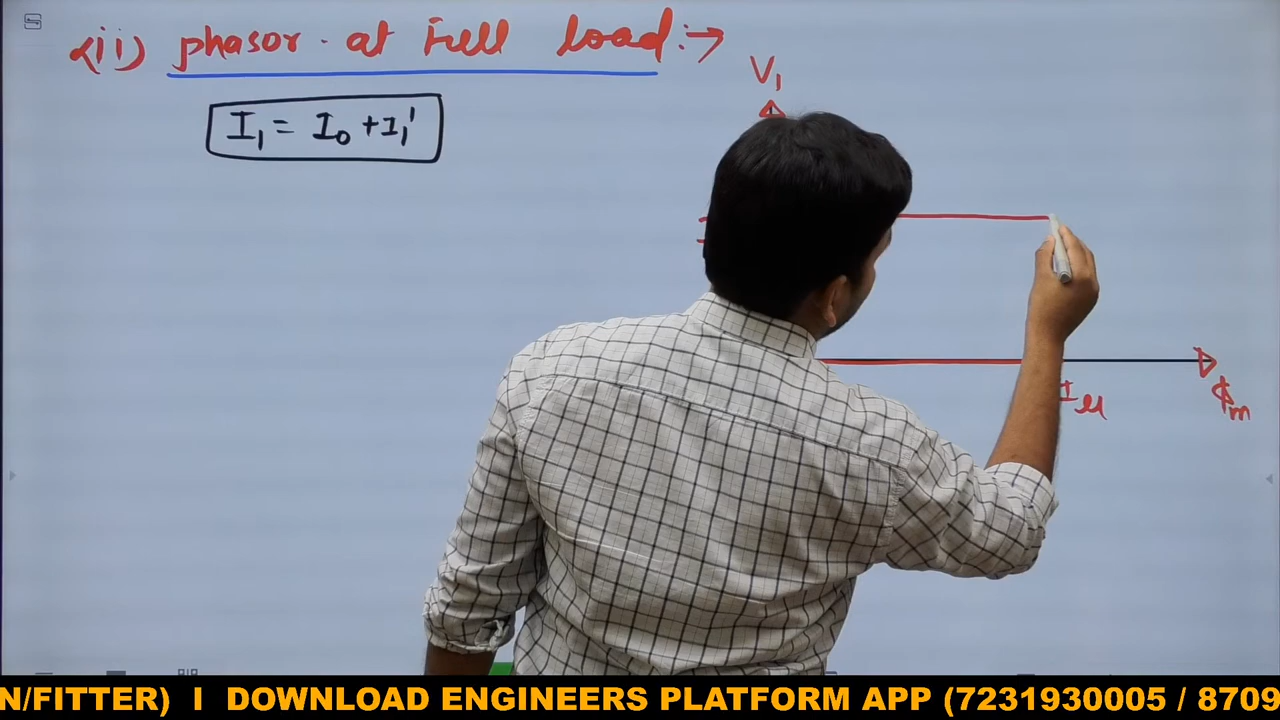 (ii) phasor. at Full load:→
V₁
I₁ = I₀ + I₁'
Iμ
ϕm
N/FITTER) I DOWNLOAD ENGINEERS PLATFORM APP (7231930005 / 8709